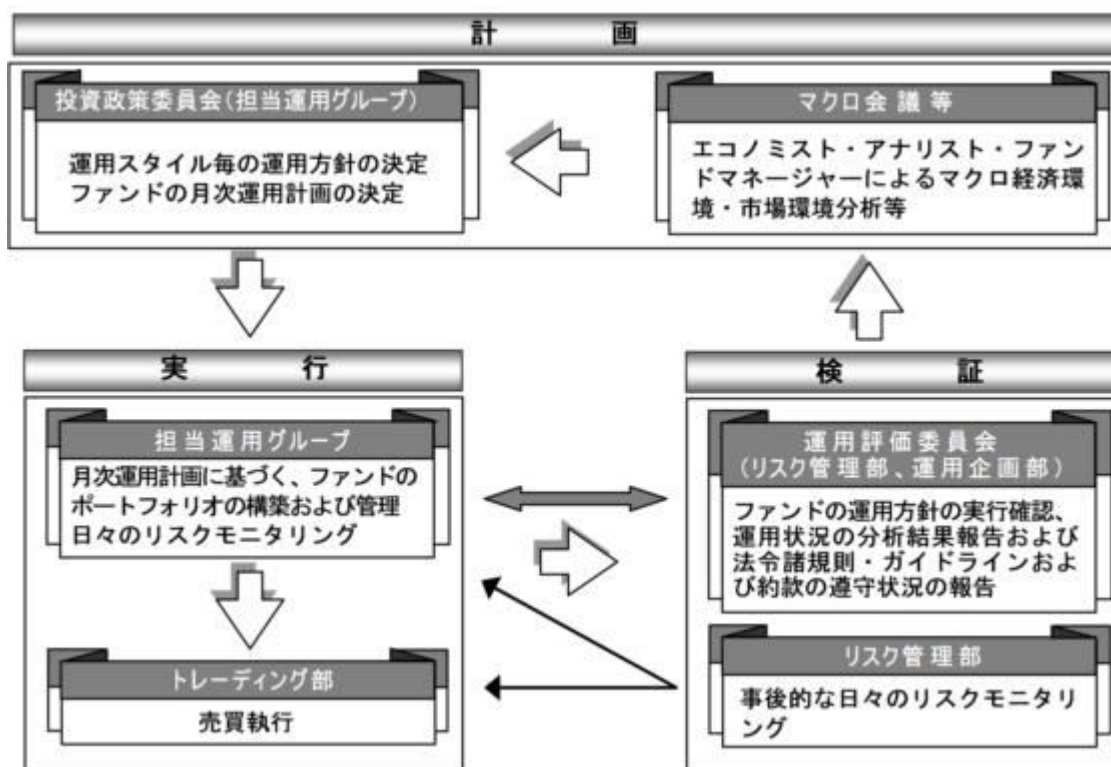 計画
投資政策委員会(担当運用グループ)
運用スタイル毎の運用方針の決定
ファンドの月次運用計画の決定
マクロ会議等
エコノミスト・アナリスト・ファン
ドマネージャーによるマクロ経済環
境・市場環境分析等
実行
担当運用グループ
月次運用計画に基づく、ファンドの
ポートフォリオの構築および管理
日々のリスクモニタリング
トレーディング部
売買執行
検証
運用評価委員会
(リスク管理部、運用企画部)
ファンドの運用方針の実行確認、
運用状況の分析結果報告および
法令諸規則・ガイドラインおよ
び約款の遵守状況の報告
リスク管理部
事後的な日々のリスクモニタリ
ング